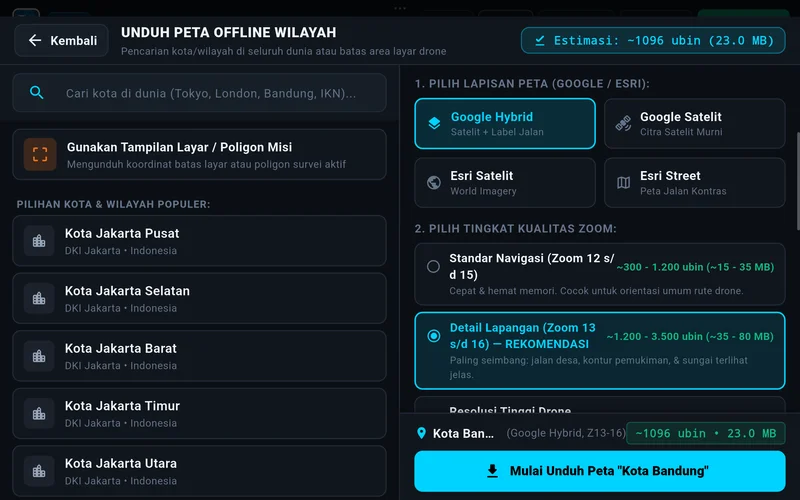 Kembali
UNDUH PETA OFFLINE WILAYAH
Pencarian kota/wilayah di seluruh dunia atau batas area layar drone
Estimasi: ~1096 ubin (23.0 MB)
Cari kota di dunia (Tokyo, London, Bandung, IKN)...
Gunakan Tampilan Layar / Poligon Misi
Mengunduh koordinat batas layar atau poligon survei aktif
PILIHAN KOTA & WILAYAH POPULER:
Kota Jakarta Pusat
DKI Jakarta • Indonesia
Kota Jakarta Selatan
DKI Jakarta • Indonesia
Kota Jakarta Barat
DKI Jakarta • Indonesia
Kota Jakarta Timur
DKI Jakarta • Indonesia
Kota Jakarta Utara
DKI Jakarta • Indonesia
1. PILIH LAPISAN PETA (GOOGLE / ESRI):
Google Hybrid
Satelit + Label Jalan
Google Satelit
Citra Satelit Murni
Esri Satelit
World Imagery
Esri Street
Peta Jalan Kontras
2. PILIH TINGKAT KUALITAS ZOOM:
Standar Navigasi (Zoom 12 s/
d 15)
~300 - 1.200 ubin (~15 - 35 MB)
Cepat & hemat memori. Cocok untuk orientasi umum rute drone.
Detail Lapangan (Zoom 13
s/d 16) — REKOMENDASI
~1.200 - 3.500 ubin (~35 - 80 MB)
Paling seimbang: jalan desa, kontur pemukiman, & sungai terlihat
jelas.
Resolusi Tinggi Drone
Kota Ban...
(Google Hybrid, Z13-16)
~1096 ubin • 23.0 MB
Mulai Unduh Peta "Kota Bandung"